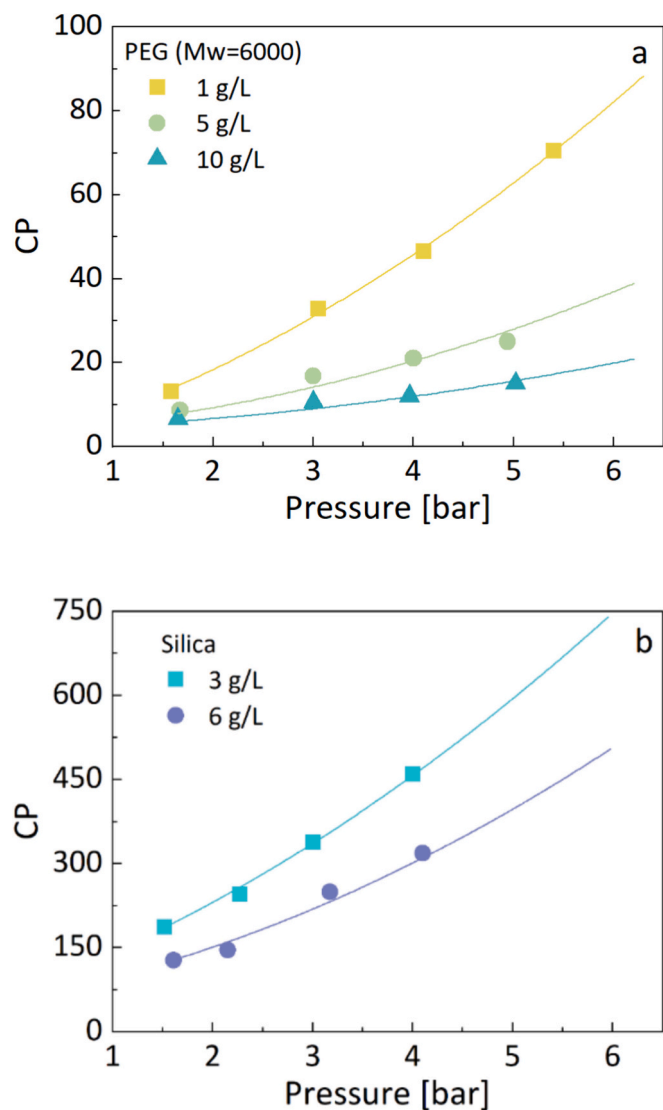 100
80
60
40
20
0
CP
PEG (Mw=6000)
1 g/L
5 g/L
10 g/L
a
1 2 3 4 5 6
Pressure [bar]
750
600
450
300
150
0
CP
Silica
3 g/L
6 g/L
b
1 2 3 4 5 6
Pressure [bar]